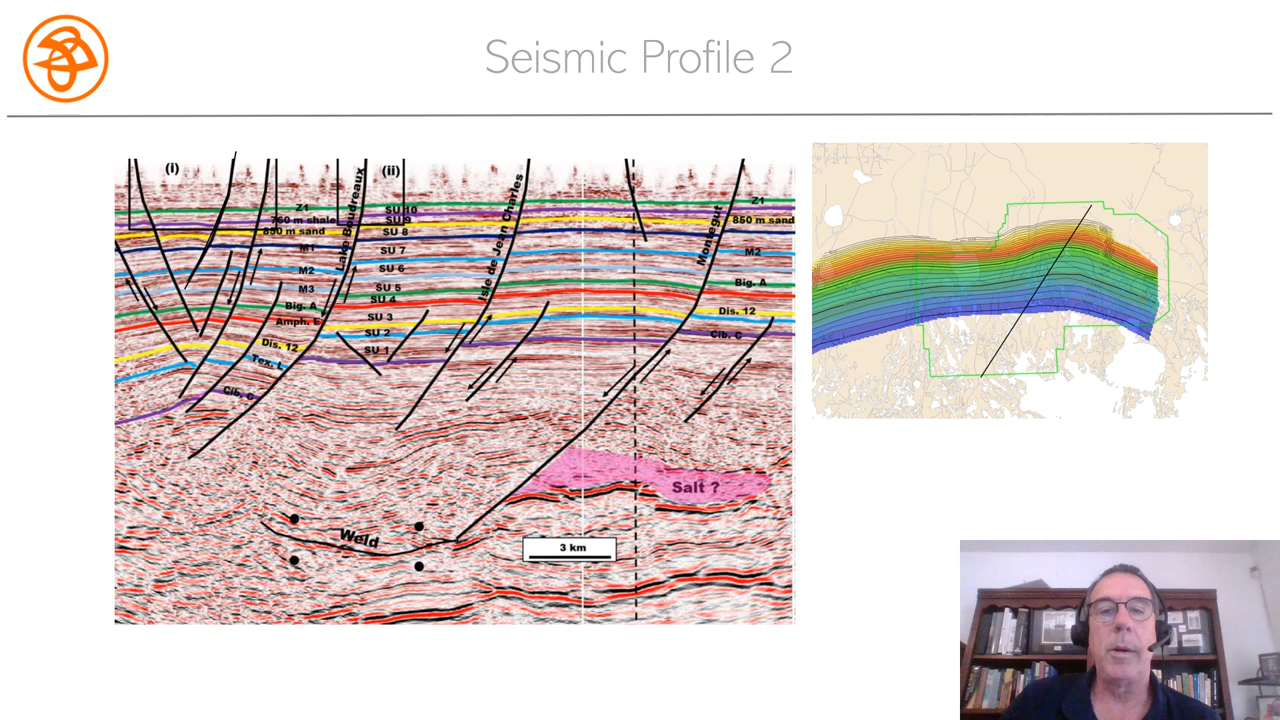 Seismic Profile 2
(i)
(ii)
Z1
760 m shale
850 m sand
M1
M2
M3
Big. A
Amph. E
Dis. 12
Tex. L
Cib. C
Lake Boudreaux
SU 10
SU 9
SU 8
SU 7
SU 6
SU 5
SU 4
SU 3
SU 2
SU 1
Isle de Jean Charles
Montegut
Z1
850 m sand
M2
Big. A
Dis. 12
Cib. C
Salt ?
Weld
3 km